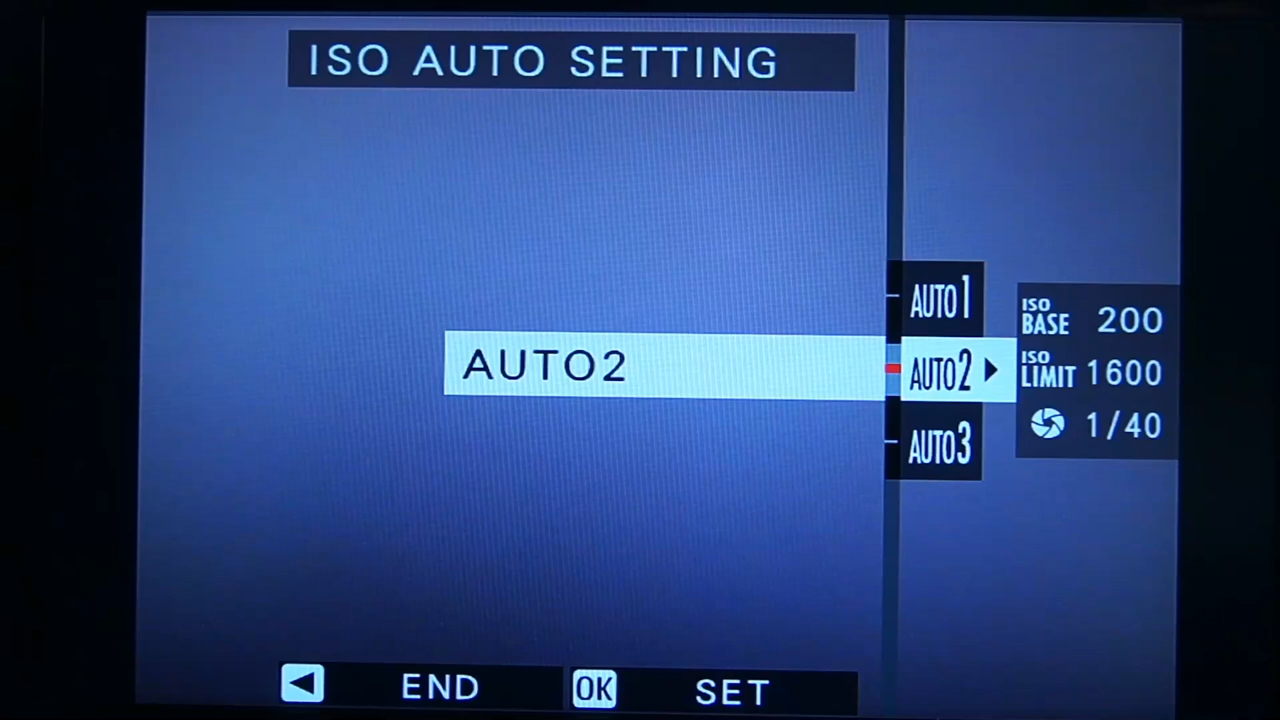 ISO AUTO SETTING
AUTO1
AUTO2
AUTO2
AUTO3
ISO BASE 200
ISO LIMIT 1600
1/40
END
OK SET